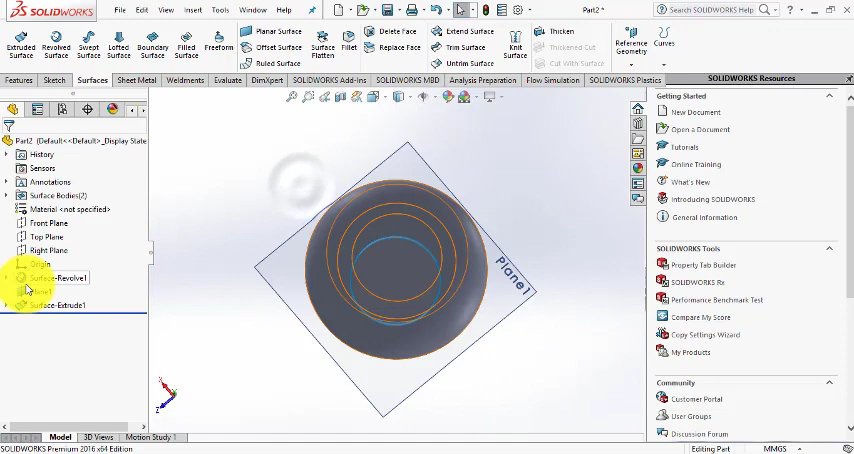 SOLIDWORKS File Edit View Insert Tools Window Help Part2 * Search SOLIDWORKS Help
Extruded Surface Revolved Surface Swept Surface Lofted Surface Boundary Surface Filled Surface Freeform Planar Surface Surface Flatten Fillet Delete Face Extend Surface Knit Surface Thicken Reference Geometry Curves
Offset Surface Replace Face Trim Surface Thickened Cut
Ruled Surface Untrim Surface Cut With Surface
Features Sketch Surfaces Sheet Metal Weldments Evaluate DimXpert SOLIDWORKS Add-Ins SOLIDWORKS MBD Analysis Preparation Flow Simulation SOLIDWORKS Plastics
Part2 (Default<<Default>_Display State
History
Sensors
Annotations
Surface Bodies(2)
Material <not specified>
Front Plane
Top Plane
Right Plane
Origin
Surface-Revolve1
Plane1
Surface-Extrude1
Plane1
X
Z
SOLIDWORKS Resources
Getting Started
New Document
Open a Document
Tutorials
Online Training
What's New
Introducing SOLIDWORKS
General Information
SOLIDWORKS Tools
Property Tab Builder
SOLIDWORKS Rx
Performance Benchmark Test
Compare My Score
Copy Settings Wizard
My Products
Community
Customer Portal
User Groups
Discussion Forum
Model 3D Views Motion Study 1
SOLIDWORKS Premium 2016 x64 Edition Editing Part MMGS